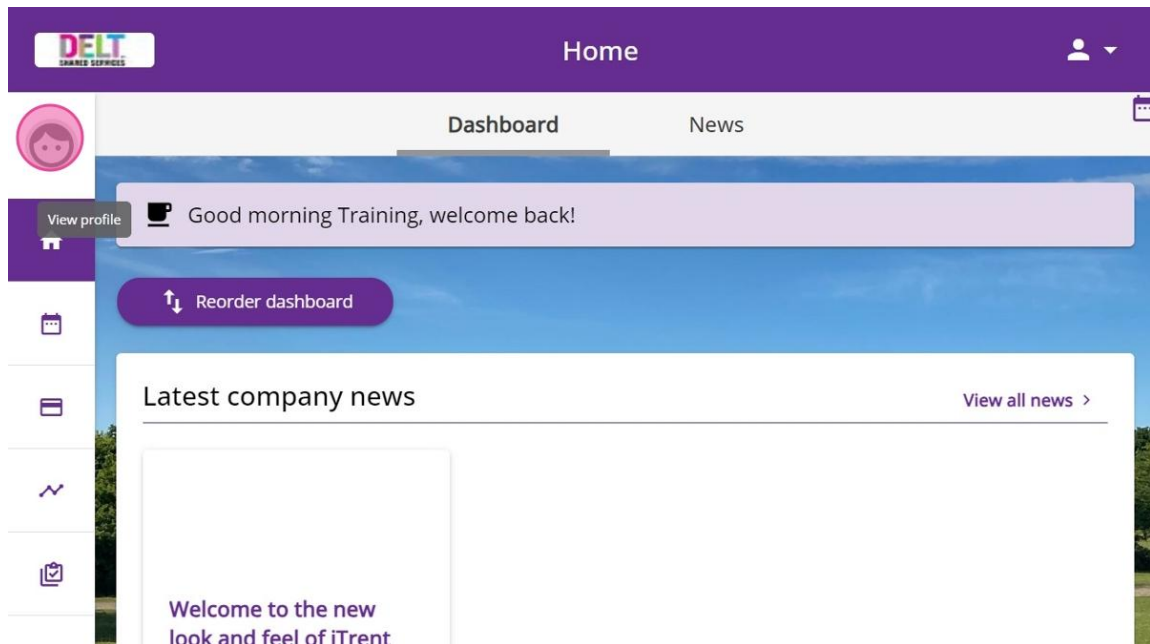 DELT
SHARED SERVICES
Home
Dashboard
News
View profile
Good morning Training, welcome back!
Reorder dashboard
Latest company news
View all news
Welcome to the new
look and feel of iTrent